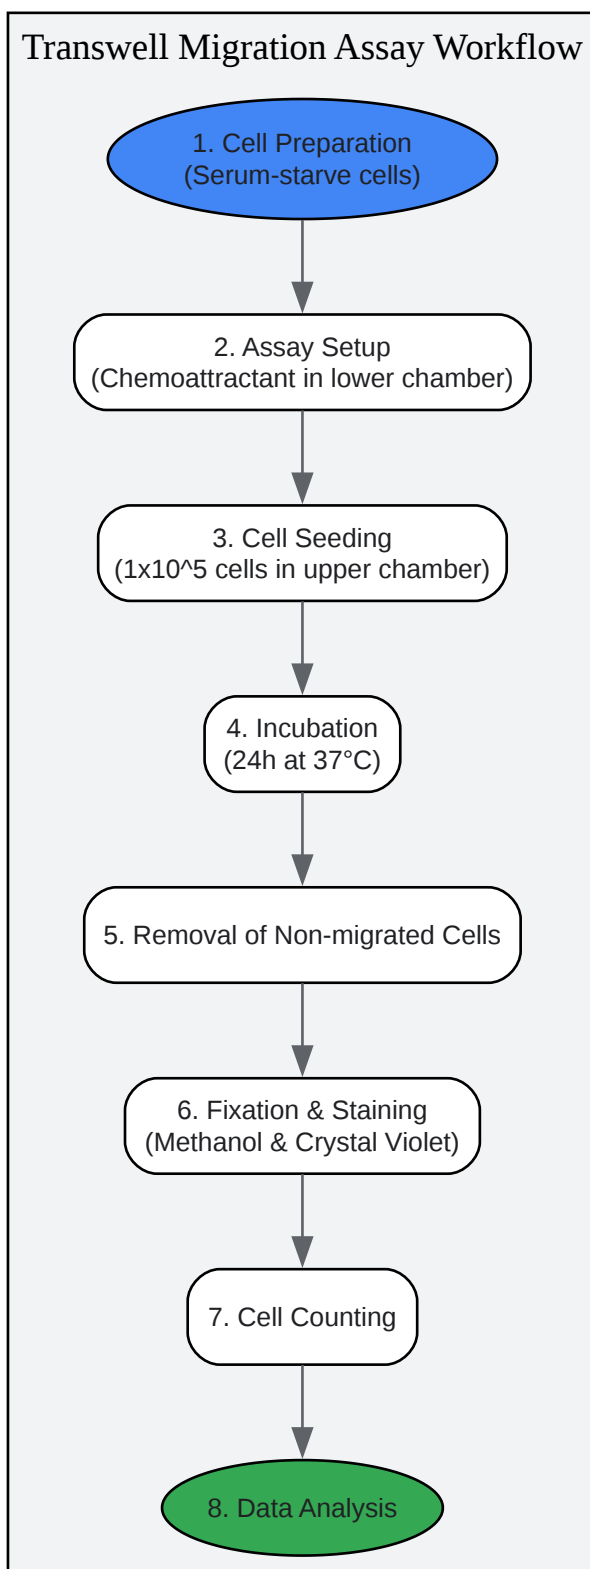 Transwell Migration Assay Workflow
1. Cell Preparation
(Serum-starve cells)
2. Assay Setup
(Chemoattractant in lower chamber)
3. Cell Seeding
(1x10^5 cells in upper chamber)
4. Incubation
(24h at 37°C)
5. Removal of Non-migrated Cells
6. Fixation & Staining
(Methanol & Crystal Violet)
7. Cell Counting
8. Data Analysis